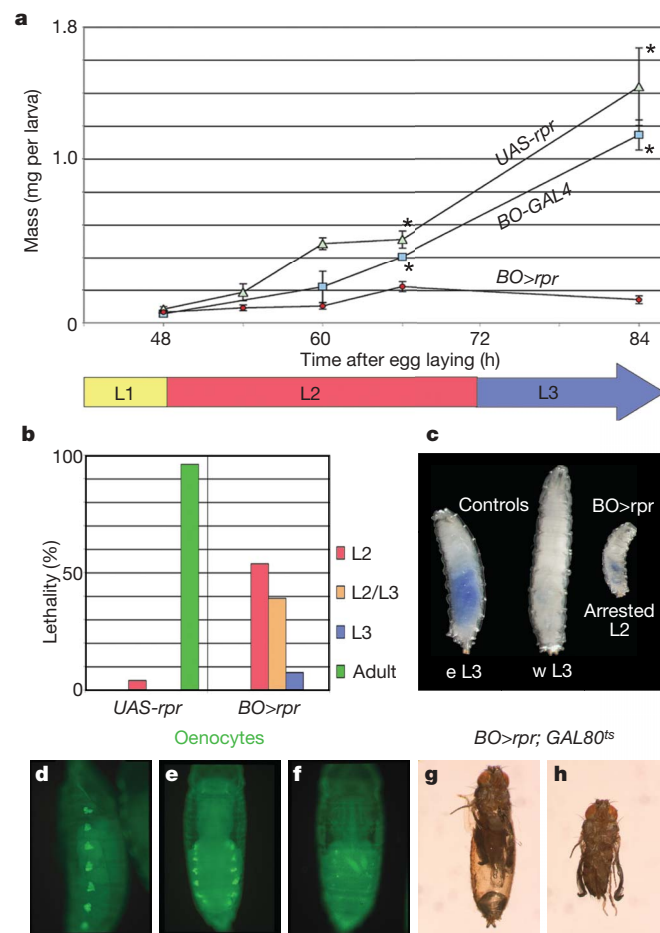 a
1.8
1.0
0
Mass (mg per larva)
UAS-rpr
BO-GAL4
BO>rpr
*
*
*
*
48
60
72
84
Time after egg laying (h)
L1
L2
L3
b
100
50
0
Lethality (%)
UAS-rpr
BO>rpr
L2
L2/L3
L3
Adult
c
Controls
BO>rpr
Arrested
L2
e L3
w L3
Oenocytes
BO>rpr; GAL80ts
d
e
f
g
h